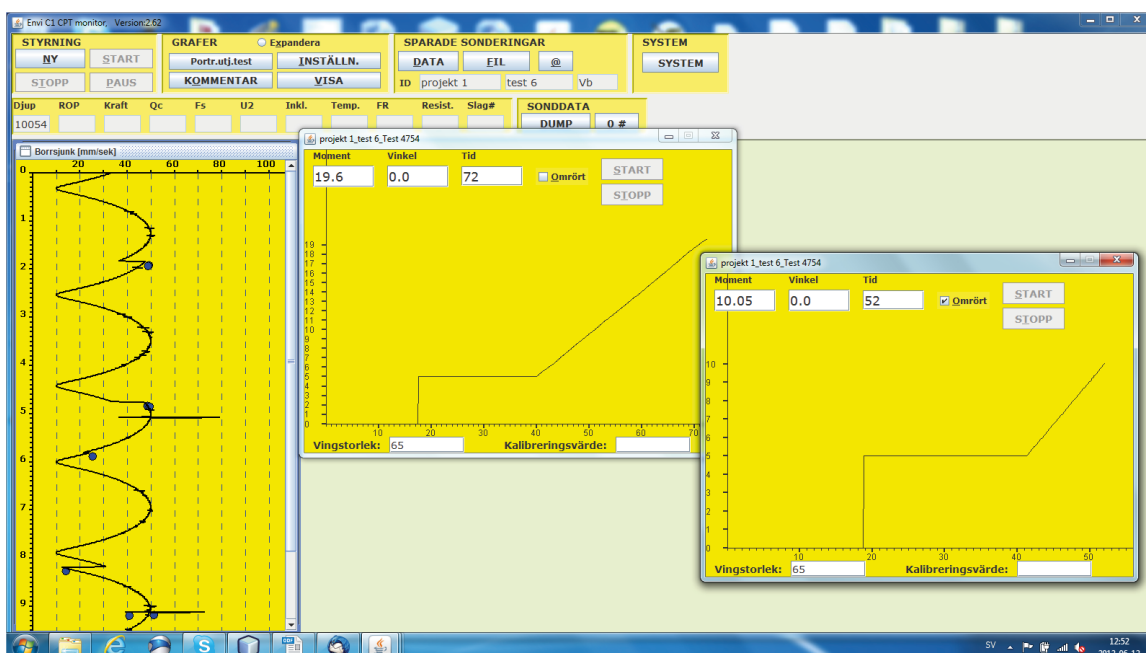 Envi C1 CPT monitor, Version:2.62
STYRNING
NY START
STOPP PAUS
GRAFER Expandera
Portr.utj.test INSTÄLLN.
KOMMENTAR VISA
SPARADE SONDERINGAR
DATA FIL @
ID projekt 1 test 6 Vb
SYSTEM
SYSTEM
Djup ROP Kraft Qc Fs U2 Inkl. Temp. FR Resist. Slag#
10054
SONDDATA
DUMP 0 #
Borrsjunk [mm/sek]
20 40 60 80 100
0
1
2
3
4
5
6
7
8
9
projekt 1_test 6_Test 4754
Moment Vinkel Tid
19.6 0.0 72 Omrört START
STOPP
19
18
17
16
15
14
13
12
11
10
9
8
7
6
5
4
3
2
1
0
10 20 30 40 50 60 70
Vingstorlek: 65 Kalibreringsvärde:
projekt 1_test 6_Test 4754
Moment Vinkel Tid
10.05 0.0 52 Omrört START
STOPP
10
9
8
7
6
5
4
3
2
1
0
10 20 30 40 50
Vingstorlek: 65 Kalibreringsvärde:
SV 12:52